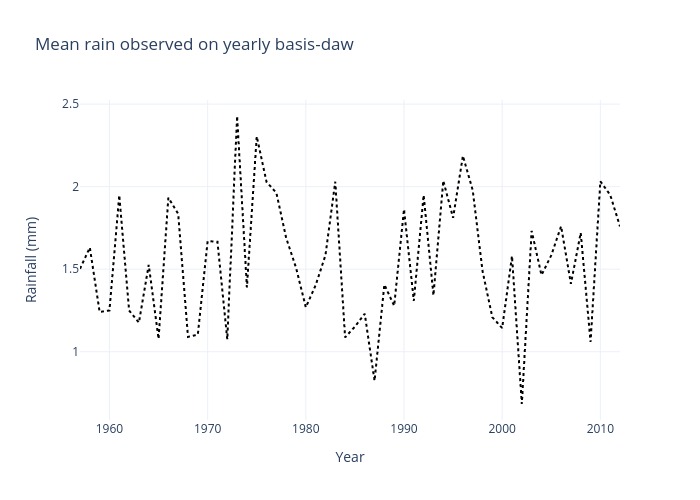 Mean rain observed on yearly basis-daw
2.5
2
1.5
1
Rainfall (mm)
1960 1970 1980 1990 2000 2010
Year